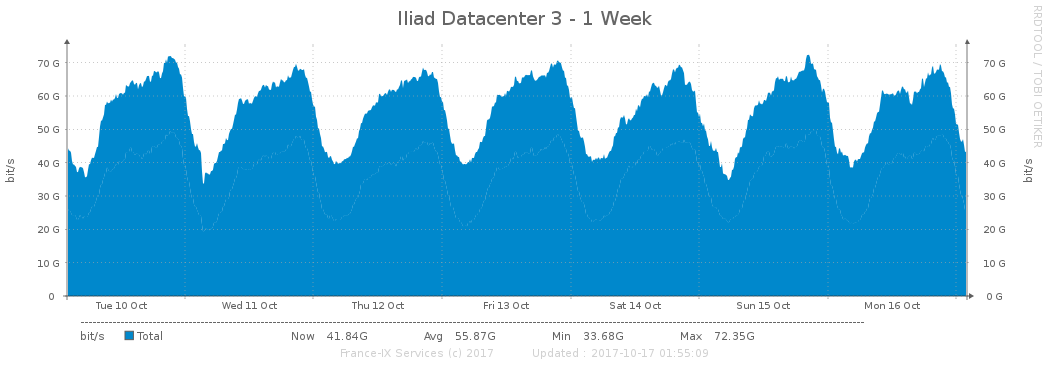 Iliad Datacenter 3 - 1 Week
RRDTOOL / TOBI OETIKER
bit/s
70 G 70 G
60 G 60 G
50 G 50 G
40 G 40 G
30 G 30 G
20 G 20 G
10 G 10 G
0 0 G
bit/s
Tue 10 Oct Wed 11 Oct Thu 12 Oct Fri 13 Oct Sat 14 Oct Sun 15 Oct Mon 16 Oct
bit/s Total Now 41.84G Avg 55.87G Min 33.68G Max 72.35G
France-IX Services (c) 2017 Updated : 2017-10-17 01:55:09